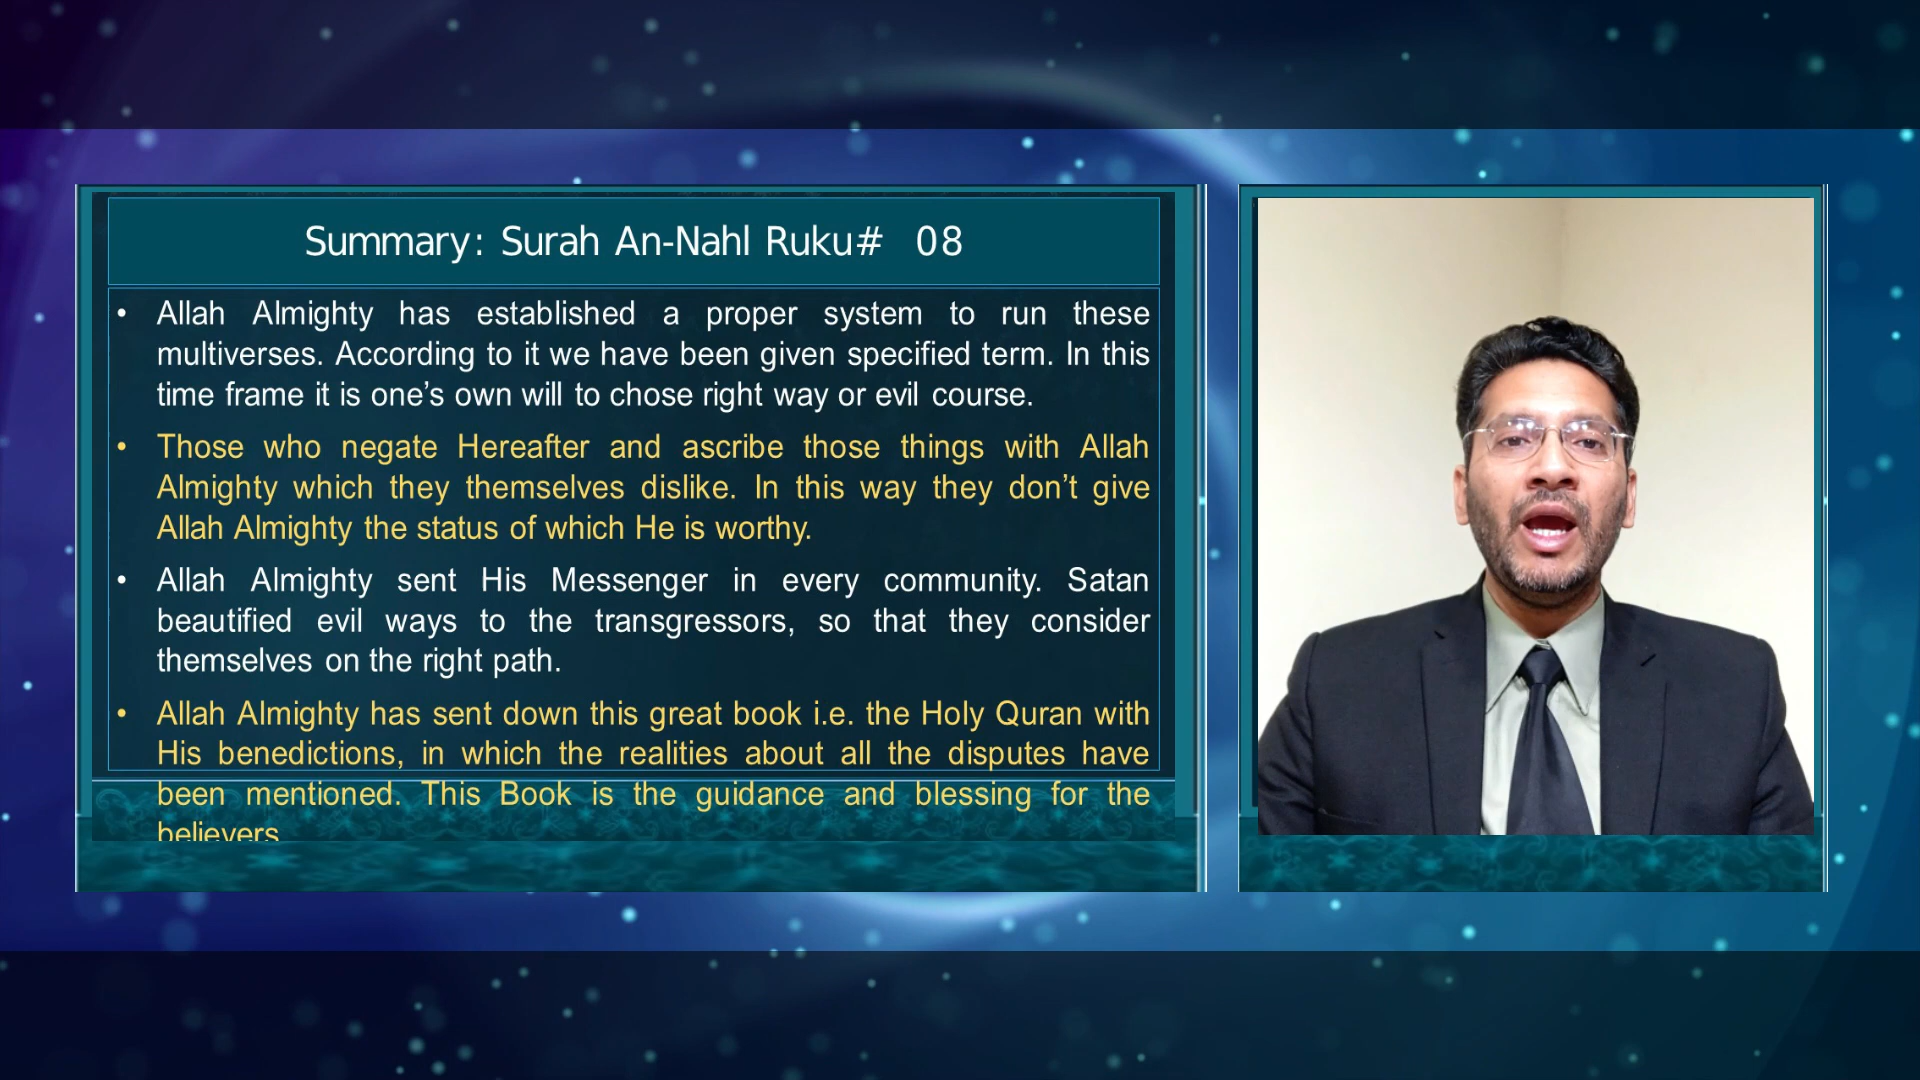 Summary: Surah An-Nahl Ruku# 08
• Allah Almighty has established a proper system to run these
multiverses. According to it we have been given specified term. In this
time frame it is one’s own will to chose right way or evil course.
• Those who negate Hereafter and ascribe those things with Allah
Almighty which they themselves dislike. In this way they don’t give
Allah Almighty the status of which He is worthy.
• Allah Almighty sent His Messenger in every community. Satan
beautified evil ways to the transgressors, so that they consider
themselves on the right path.
• Allah Almighty has sent down this great book i.e. the Holy Quran with
His benedictions, in which the realities about all the disputes have
been mentioned. This Book is the guidance and blessing for the
believers